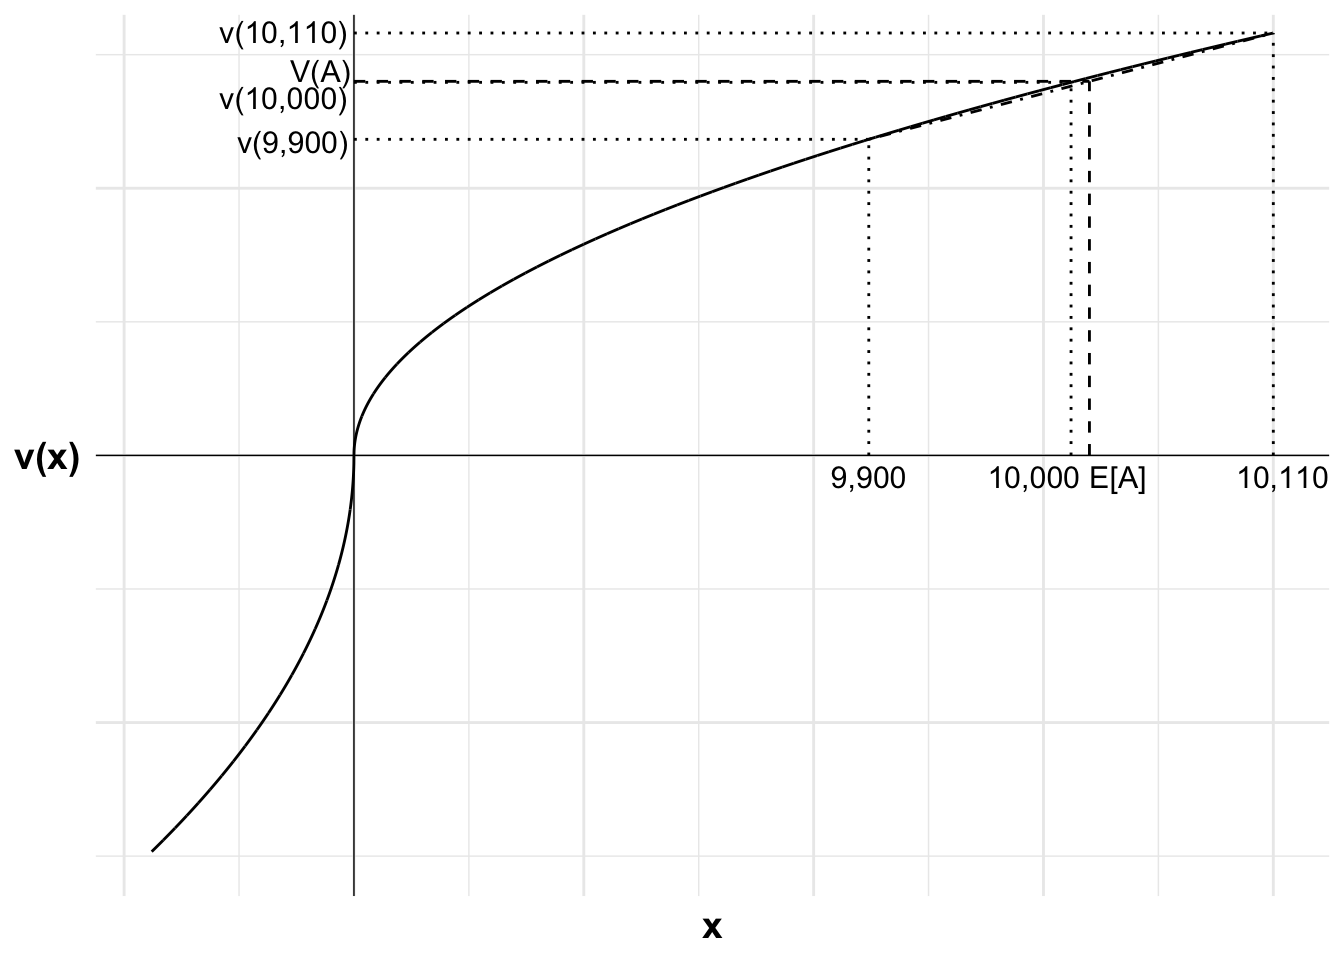 v(10,110)
V(A)
v(10,000)
v(9,900)
v(x)
9,900
10,000
E[A]
10,110
x